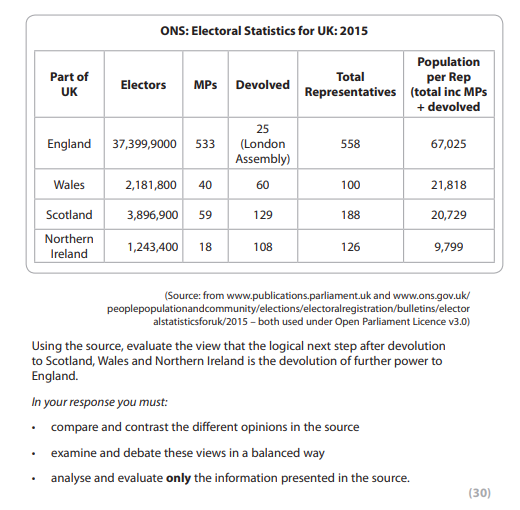 ONS: Electoral Statistics for UK: 2015
Part of UK | Electors | MPs | Devolved | Total Representatives | Population per Rep (total inc MPs + devolved
England | 37,399,9000 | 533 | 25 (London Assembly) | 558 | 67,025
Wales | 2,181,800 | 40 | 60 | 100 | 21,818
Scotland | 3,896,900 | 59 | 129 | 188 | 20,729
Northern Ireland | 1,243,400 | 18 | 108 | 126 | 9,799
(Source: from www.publications.parliament.uk and www.ons.gov.uk/
peoplepopulationandcommunity/elections/electoralregistration/bulletins/elector
alstatisticsforuk/2015 – both used under Open Parliament Licence v3.0)
Using the source, evaluate the view that the logical next step after devolution
to Scotland, Wales and Northern Ireland is the devolution of further power to
England.
In your response you must:
• compare and contrast the different opinions in the source
• examine and debate these views in a balanced way
• analyse and evaluate only the information presented in the source.
(30)